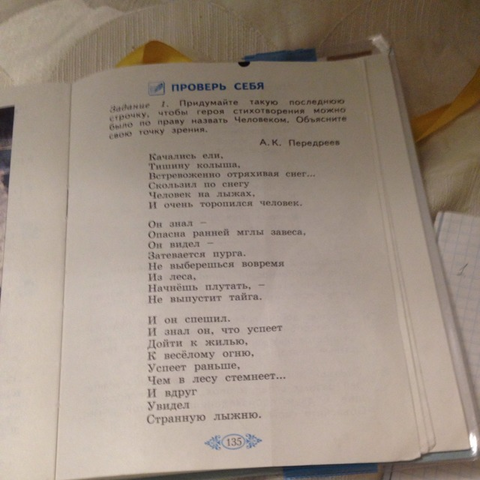 ПРОВЕРЬ СЕБЯ
Задание 1. Придумайте такую последнюю
строчку, чтобы героя стихотворения можно
было по праву назвать Человеком. Объясните
свою точку зрения.
А. К. Передреев
Качались ели,
Тишину колыша,
Встревоженно отряхивая снег...
Скользил по снегу
Человек на лыжах,
И очень торопился человек.
Он знал –
Опасна ранней мглы завеса,
Он видел –
Затевается пурга.
Не выберешься вовремя
Из леса,
Начнёшь плутать, –
Не выпустит тайга.
И он спешил.
И знал он, что успеет
Дойти к жилью,
К весёлому огню,
Успеет раньше,
Чем в лесу стемнеет...
И вдруг
Увидел
Странную лыжню.
135